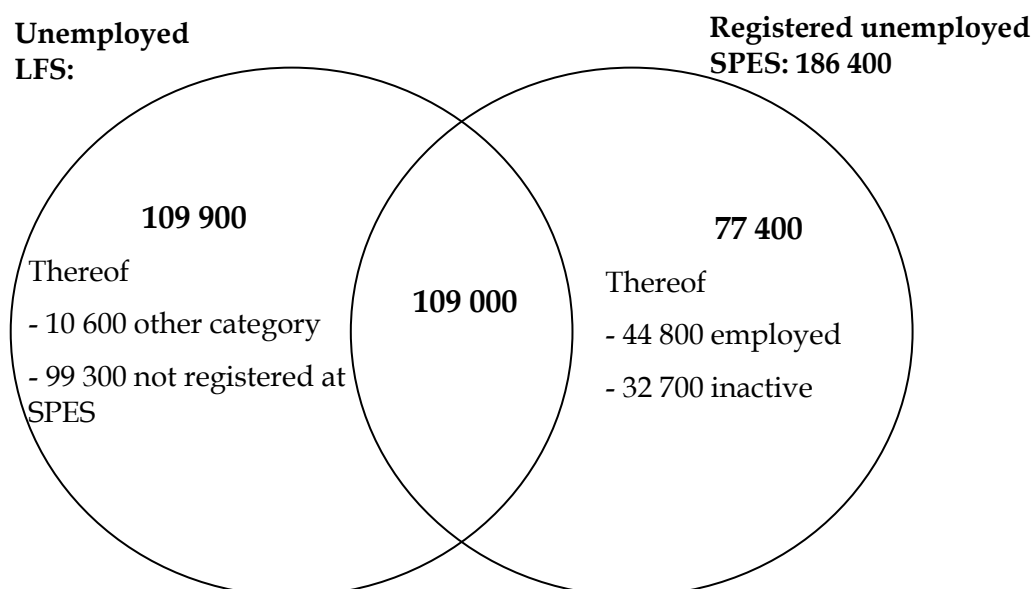 Unemployed
LFS:
Registered unemployed
SPES: 186 400
109 900
Thereof
- 10 600 other category
- 99 300 not registered at
SPES
109 000
77 400
Thereof
- 44 800 employed
- 32 700 inactive